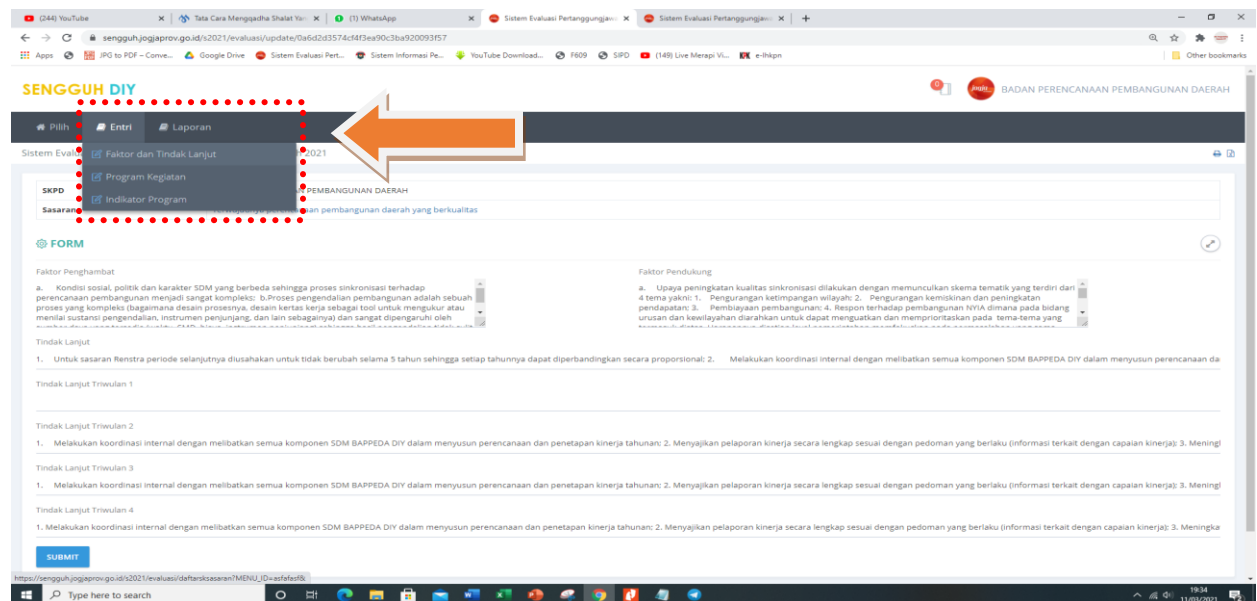 (244) YouTube
Tata Cara Mengqadha Shalat Yan
(1) WhatsApp
Sistem Evaluasi Pertanggungjawa
Sistem Evaluasi Pertanggungjawa
sengguh.jogjaprov.go.id/s2021/evaluasi/update/0a6d2d3574cf4f3ea90c3ba920093f57
Apps
JPG to PDF – Conve...
Google Drive
Sistem Evaluasi Pert...
Sistem Informasi Pe...
YouTube Download...
F609
SIPD
(149) Live Merapi Vi...
e-lhkpn
Other bookmarks
SENGGUH DIY
0
jogja
BADAN PERENCANAAN PEMBANGUNAN DAERAH
Pilih
Entri
Laporan
Sistem Evalu
2021
Faktor dan Tindak Lanjut
Program Kegiatan
Indikator Program
SKPD
N PEMBANGUNAN DAERAH
Sasaran
perencanaan pembangunan daerah yang berkualitas
FORM
Faktor Penghambat
a. Kondisi sosial, politik dan karakter SDM yang berbeda sehingga proses sinkronisasi terhadap
perencanaan pembangunan menjadi sangat kompleks; b.Proses pengendalian pembangunan adalah sebuah
proses yang kompleks (bagaimana desain prosesnya, desain kertas kerja sebagai tool untuk mengukur atau
menilai sustansi pengendalian, instrumen penjunjang, dan lain sebagainya) dan sangat dipengaruhi oleh
Faktor Pendukung
a. Upaya peningkatan kualitas sinkronisasi dilakukan dengan memunculkan skema tematik yang terdiri dari
4 tema yakni: 1. Pengurangan ketimpangan wilayah; 2. Pengurangan kemiskinan dan peningkatan
pendapatan; 3. Pembiayaan pembangunan; 4. Respon terhadap pembangunan NYIA dimana pada bidang
urusan dan kewilayahan diarahkan untuk dapat menguatkan dan memprioritaskan pada tema-tema yang
Tindak Lanjut
1. Untuk sasaran Renstra periode selanjutnya diusahakan untuk tidak berubah selama 5 tahun sehingga setiap tahunnya dapat diperbandingkan secara proporsional; 2. Melakukan koordinasi internal dengan melibatkan semua komponen SDM BAPPEDA DIY dalam menyusun perencanaan da
Tindak Lanjut Triwulan 1
Tindak Lanjut Triwulan 2
1. Melakukan koordinasi internal dengan melibatkan semua komponen SDM BAPPEDA DIY dalam menyusun perencanaan dan penetapan kinerja tahunan; 2. Menyajikan pelaporan kinerja secara lengkap sesuai dengan pedoman yang berlaku (informasi terkait dengan capaian kinerja); 3. Meningl
Tindak Lanjut Triwulan 3
1. Melakukan koordinasi internal dengan melibatkan semua komponen SDM BAPPEDA DIY dalam menyusun perencanaan dan penetapan kinerja tahunan; 2. Menyajikan pelaporan kinerja secara lengkap sesuai dengan pedoman yang berlaku (informasi terkait dengan capaian kinerja); 3. Meningl
Tindak Lanjut Triwulan 4
1. Melakukan koordinasi internal dengan melibatkan semua komponen SDM BAPPEDA DIY dalam menyusun perencanaan dan penetapan kinerja tahunan; 2. Menyajikan pelaporan kinerja secara lengkap sesuai dengan pedoman yang berlaku (informasi terkait dengan capaian kinerja); 3. Meningka
SUBMIT
https://sengguh.jogjaprov.go.id/s2021/evaluasi/daftarsksasaran?MENU_ID=asfafasf&
Type here to search
19:34
11/03/2021